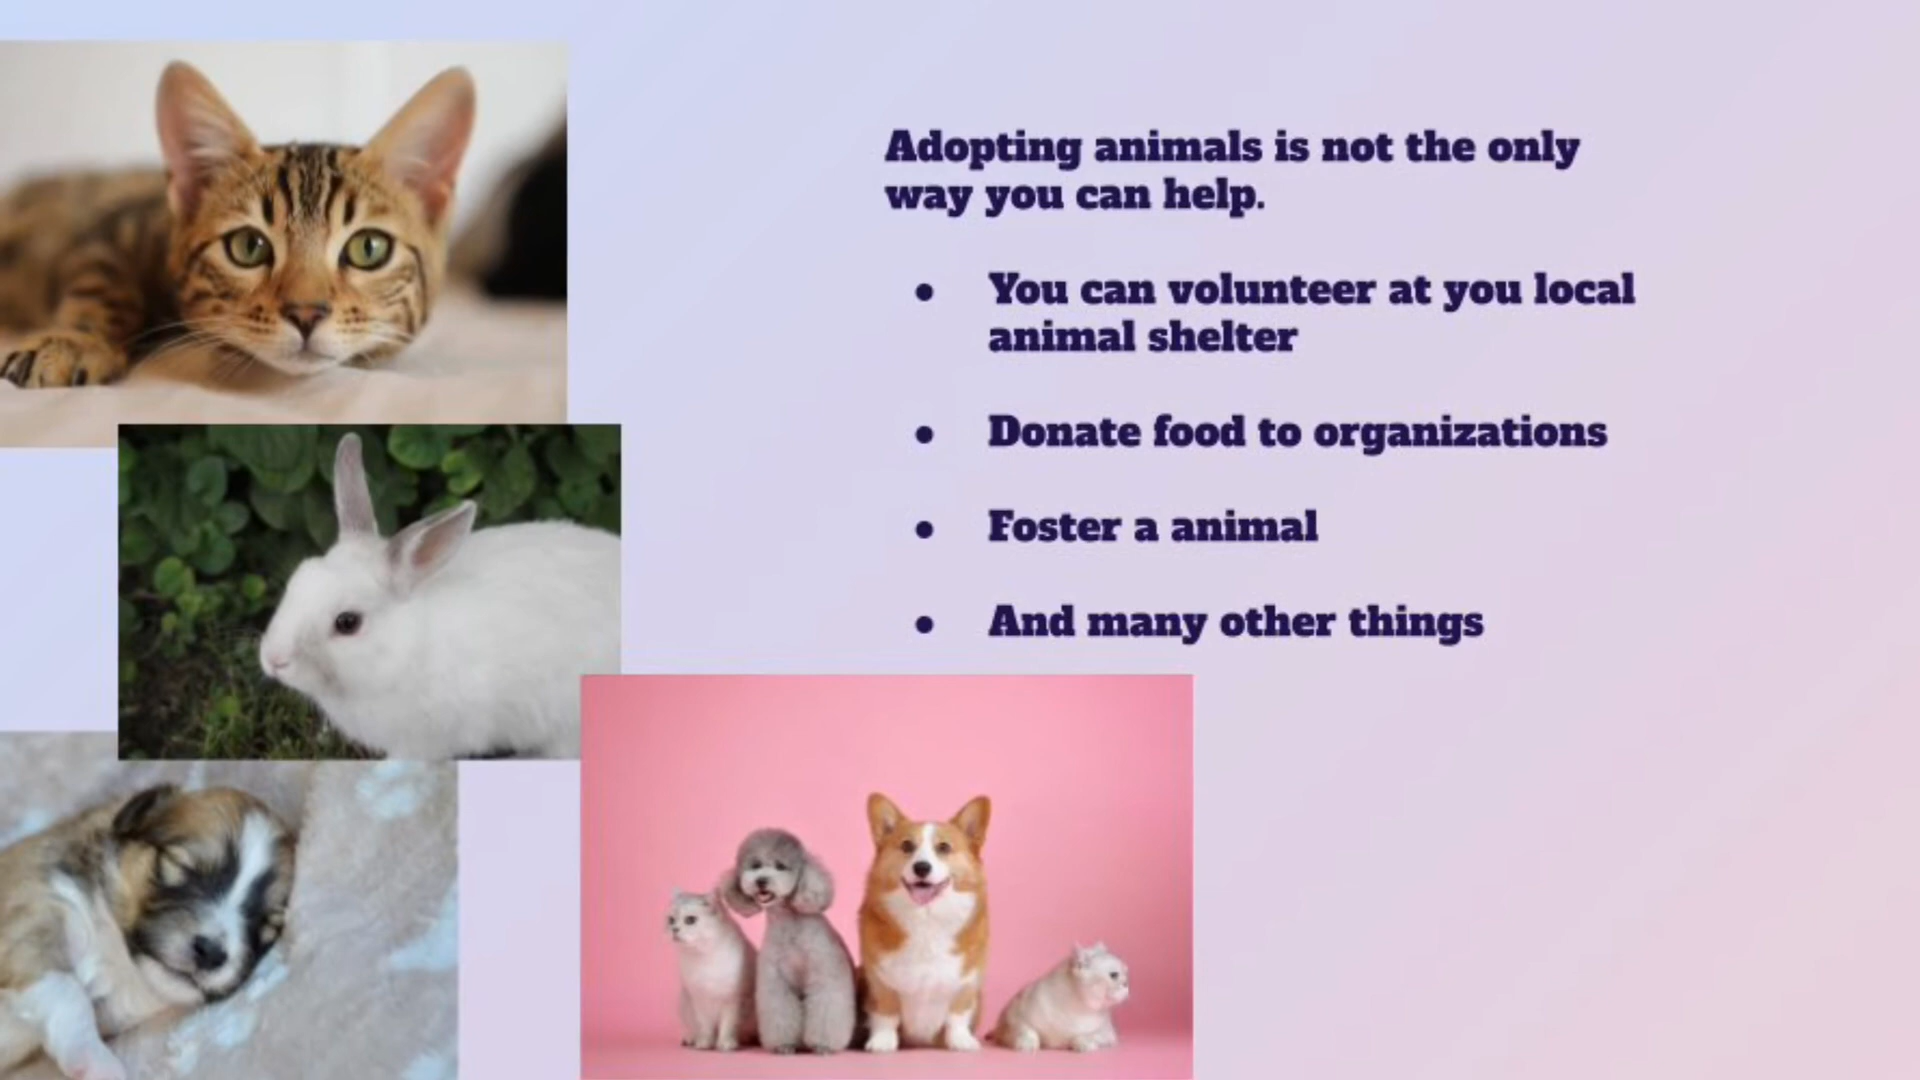 Adopting animals is not the only
way you can help.
● You can volunteer at you local
animal shelter
● Donate food to organizations
● Foster a animal
● And many other things